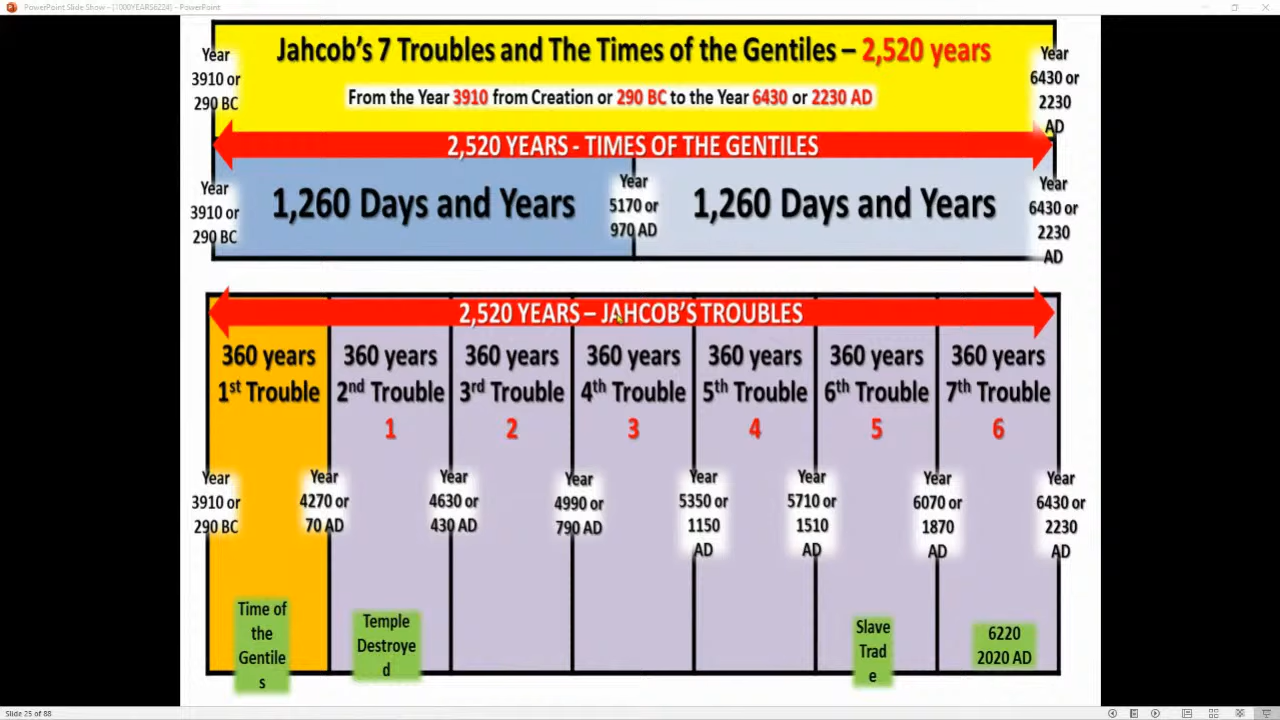 PowerPoint Slide Show - [1000YEARS6Z24] - PowerPoint
Jahcob's 7 Troubles and The Times of the Gentiles – 2,520 years
From the Year 3910 from Creation or 290 BC to the Year 6430 or 2230 AD
Year
3910 or
290 BC
Year
6430 or
2230
AD
2,520 YEARS - TIMES OF THE GENTILES
Year
3910 or
290 BC
1,260 Days and Years
Year
5170 or
970 AD
1,260 Days and Years
Year
6430 or
2230
AD
2,520 YEARS – JAHCOB'S TROUBLES
360 years
1st Trouble
360 years
2nd Trouble
1
360 years
3rd Trouble
2
360 years
4th Trouble
3
360 years
5th Trouble
4
360 years
6th Trouble
5
360 years
7th Trouble
6
Year
3910 or
290 BC
Year
4270 or
70 AD
Year
4630 or
430 AD
Year
4990 or
790 AD
Year
5350 or
1150
AD
Year
5710 or
1510
AD
Year
6070 or
1870
AD
Year
6430 or
2230
AD
Time of
the
Gentile
s
Temple
Destroye
d
Slave
Trad
e
6220
2020 AD
Slide 25 of 88